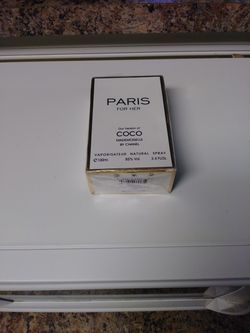 PARIS
FOR HER
Our Version of
COCO
MADEMOISELLE
BY CHANEL
VAPORISATEUR NATURAL SPRAY
℮100ml 80% Vol. 3.4 Fl.Oz.